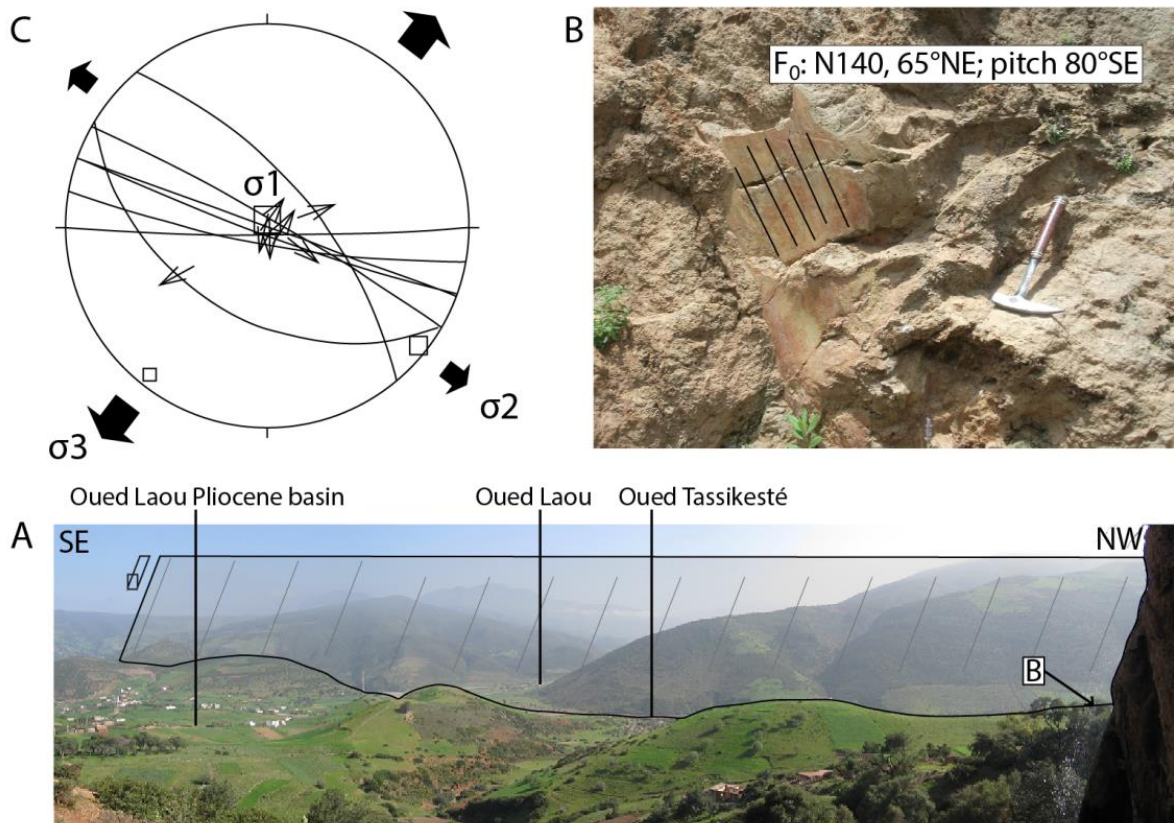 C
B
F₀: N140, 65°NE; pitch 80°SE
σ1
σ2
σ3
Oued Laou Pliocene basin
Oued Laou
Oued Tassikesté
A
SE
NW
B